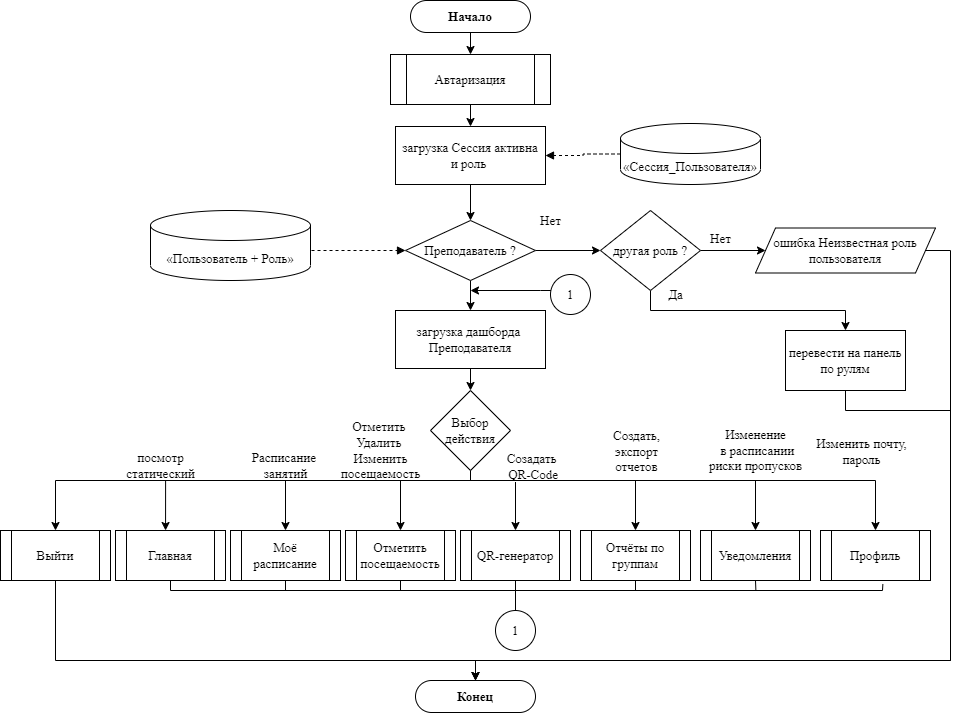 Начало
Автаризация
загрузка Сессия активна
и роль
«Сессия_Пользователя»
«Пользователь + Роль»
Преподаватель ?
Нет
другая роль ?
Нет
ошибка Неизвестная роль
пользователя
1
Да
загрузка дашборда
Преподавателя
перевести на панель
по рулям
Выбор
действия
посмотр
статический
Расписание
занятий
Отметить
Удалить
Изменить
посещаемость
Созадать
QR-Code
Создать,
экспорт
отчетов
Изменение
в расписании
риски пропусков
Изменить почту,
пароль
Выйти
Главная
Моё
расписание
Отметить
посещаемость
QR-генератор
Отчёты по
группам
Уведомления
Профиль
1
Конец